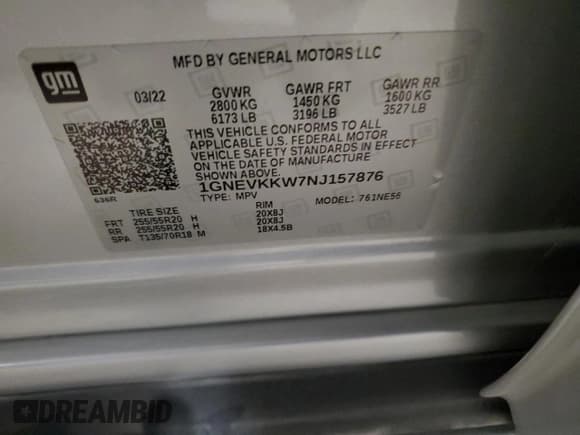 gm
MFD BY GENERAL MOTORS LLC
03/22 GVWR GAWR FRT GAWR RR
2800 KG 1450 KG 1600 KG
6173 LB 3196 LB 3527 LB
THIS VEHICLE CONFORMS TO ALL
APPLICABLE U.S. FEDERAL MOTOR
VEHICLE SAFETY STANDARDS IN EFFECT
ON THE DATE OF MANUFACTURE
SHOWN ABOVE.
636R
1GNEVKKW7NJ157876
TYPE: MPV MODEL: 761NE56
TIRE SIZE RIM
FRT 255/55R20 H 20X8J
RR 255/55R20 H 20X8J
SPA T135/70R18 M 18X4.5B
DREAMBID